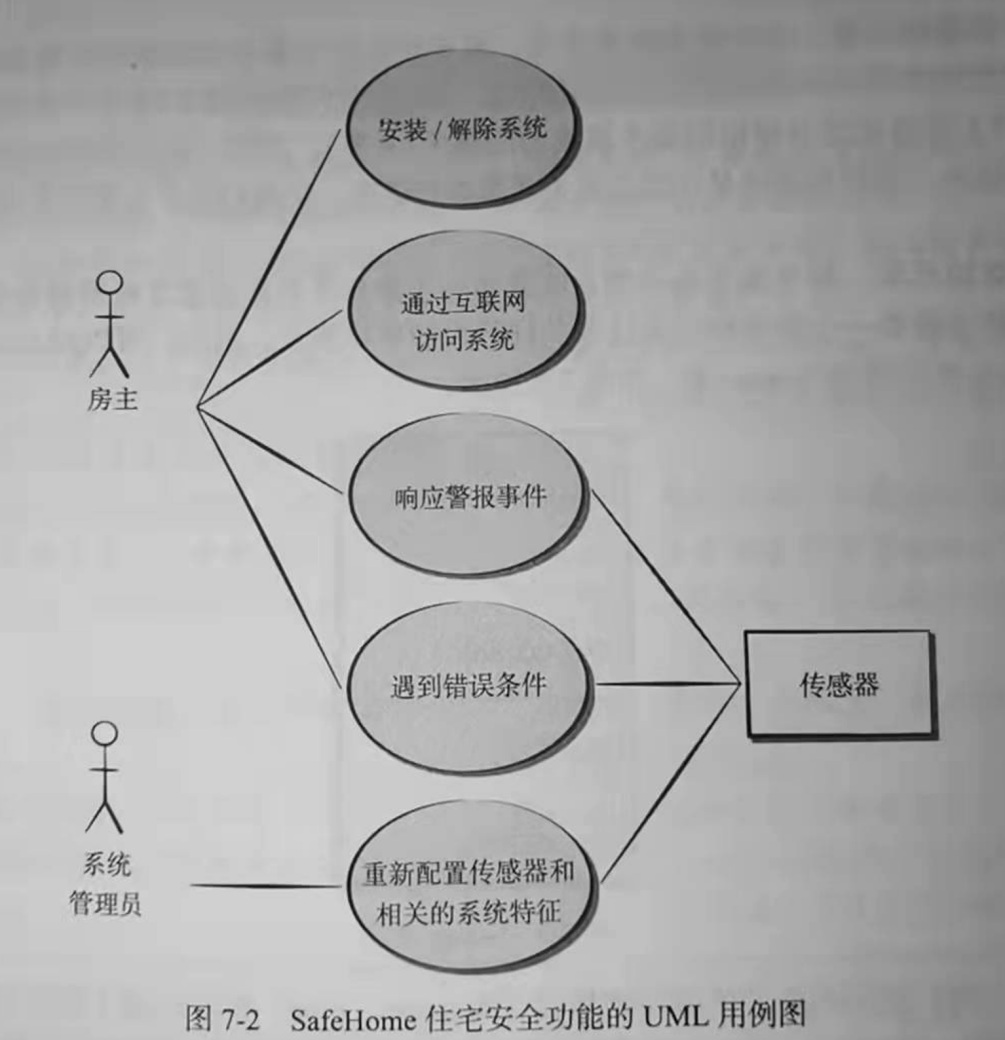 安装 / 解除系统
通过互联网
访问系统
房主
响应警报事件
遇到错误条件
传感器
系统
管理员
重新配置传感器和
相关的系统特征
图 7-2 SafeHome 住宅安全功能的 UML 用例图